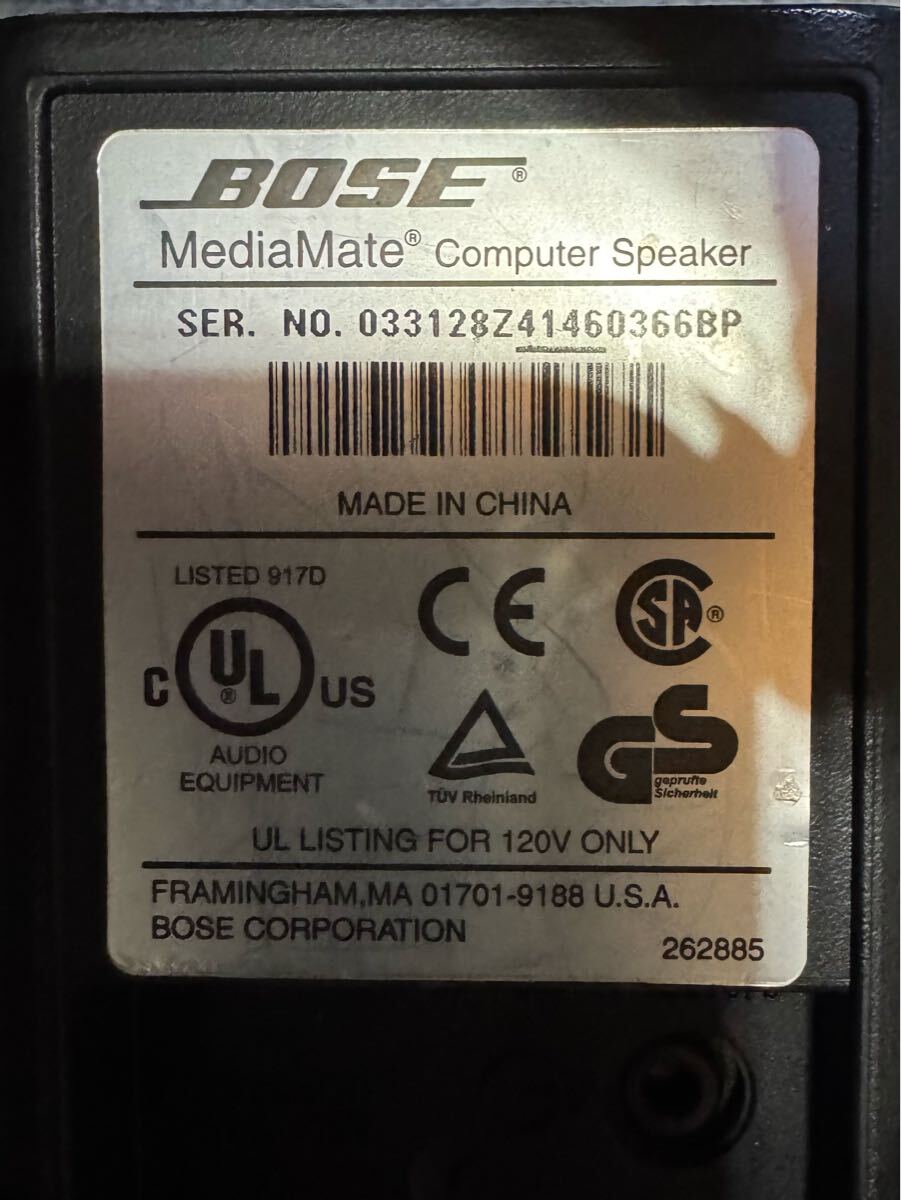 BOSE®
MediaMate® Computer Speaker
SER. NO. 033128Z41460366BP
MADE IN CHINA
LISTED 917D
C UL® US
AUDIO
EQUIPMENT
CE
SA®
TÜV Rheinland
GS
geprüfte
Sicherheit
UL LISTING FOR 120V ONLY
FRAMINGHAM,MA 01701-9188 U.S.A.
BOSE CORPORATION
262885